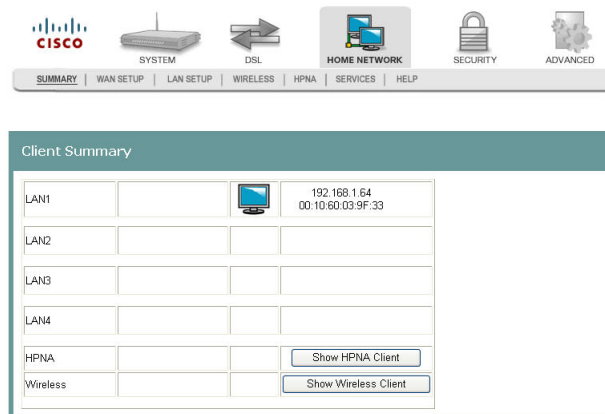 CISCO
SYSTEM
DSL
HOME NETWORK
SECURITY
ADVANCED
SUMMARY | WAN SETUP | LAN SETUP | WIRELESS | HPNA | SERVICES | HELP
Client Summary
LAN1
192.168.1.64
00:10:60:03:9F:33
LAN2
LAN3
LAN4
HPNA
Show HPNA Client
Wireless
Show Wireless Client